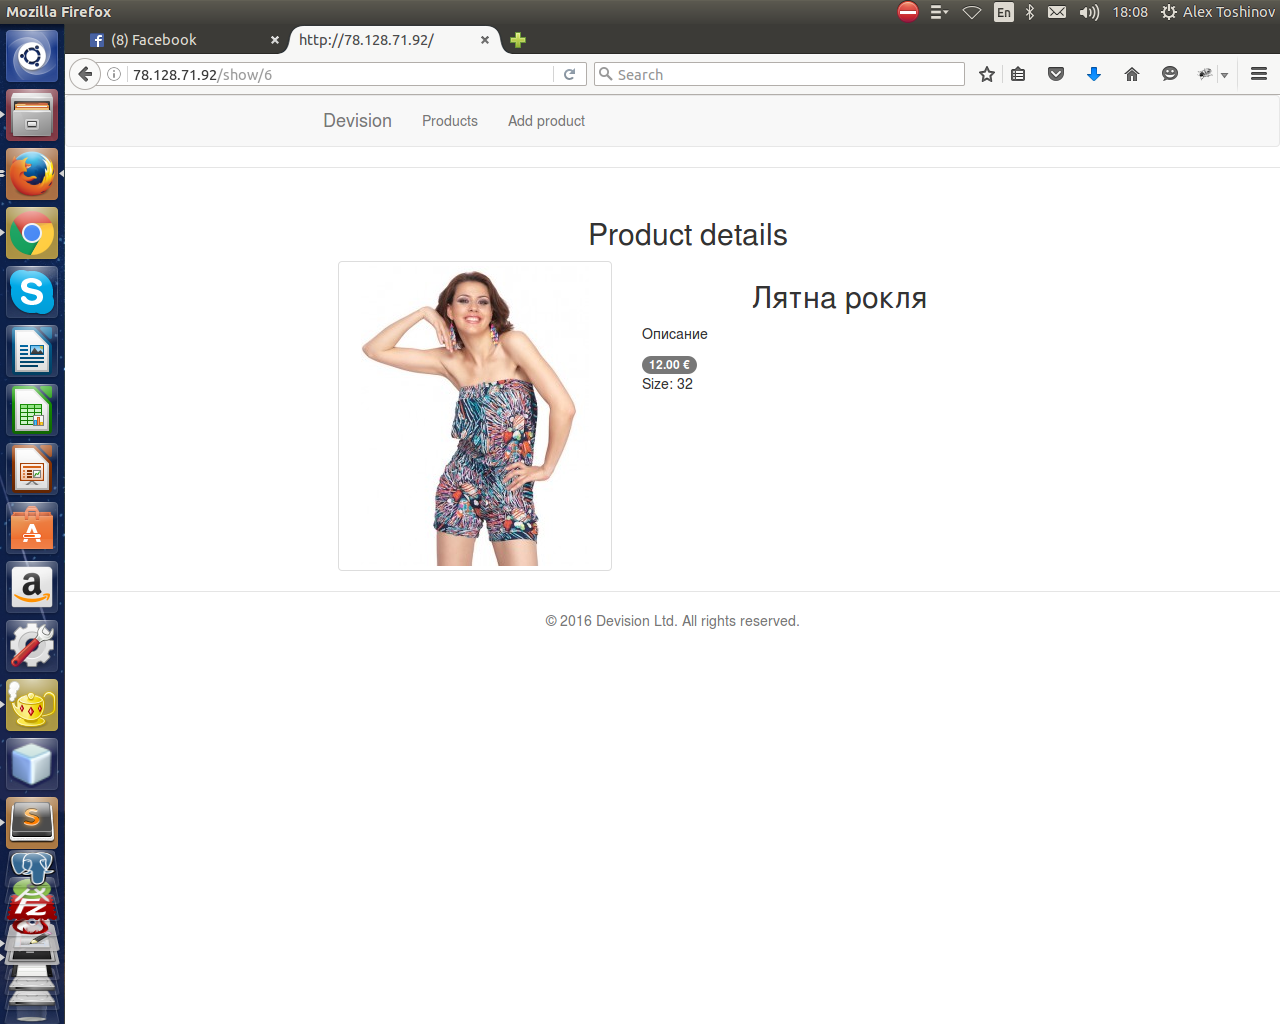 Mozilla Firefox
En
18:08
Alex Toshinov
(8) Facebook
http://78.128.71.92/
78.128.71.92/show/6
Search
Devision
Products
Add product
Product details
Лятна рокля
Описание
12.00 €
Size: 32
© 2016 Devision Ltd. All rights reserved.